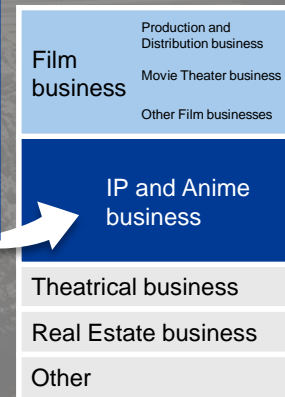 Film
business
Production and
Distribution business
Movie Theater business
Other Film businesses
IP and Anime
business
Theatrical business
Real Estate business
Other